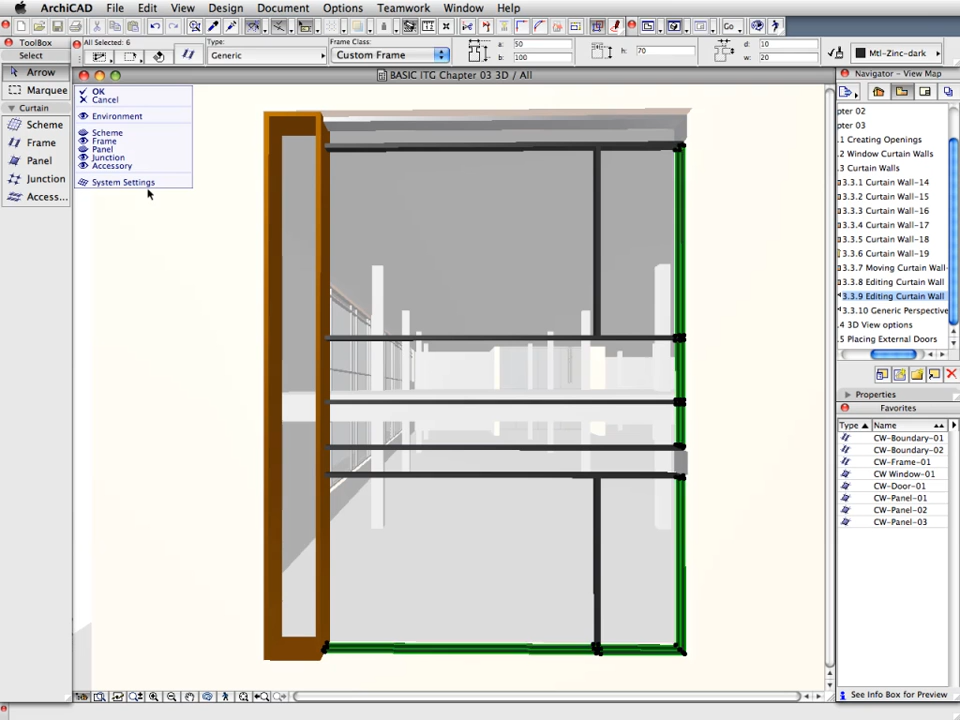 ArchiCAD File Edit View Design Document Options Teamwork Window Help
Go...
ToolBox
Select
Arrow
Marquee
Curtain
Scheme
Frame
Panel
Junction
Access...
All Selected: 6
Type:
Generic
Frame Class:
Custom Frame
a: 50
b: 100
h: 70
d: 10
w: 20
Mtl-Zinc-dark
BASIC ITG Chapter 03 3D / All
OK
Cancel
Environment
Scheme
Frame
Panel
Junction
Accessory
System Settings
Navigator - View Map
pter 02
pter 03
.1 Creating Openings
.2 Window Curtain Walls
.3 Curtain Walls
3.3.1 Curtain Wall-14
3.3.2 Curtain Wall-15
3.3.3 Curtain Wall-16
3.3.4 Curtain Wall-17
3.3.5 Curtain Wall-18
3.3.6 Curtain Wall-19
3.3.7 Moving Curtain Wall-
3.3.8 Editing Curtain Wall
3.3.9 Editing Curtain Wall
3.3.10 Generic Perspective
.4 3D View options
.5 Placing External Doors
Properties
Favorites
Type Name
CW-Boundary-01
CW-Boundary-02
CW-Frame-01
CW Window-01
CW-Door-01
CW-Panel-01
CW-Panel-02
CW-Panel-03
See Info Box for Preview